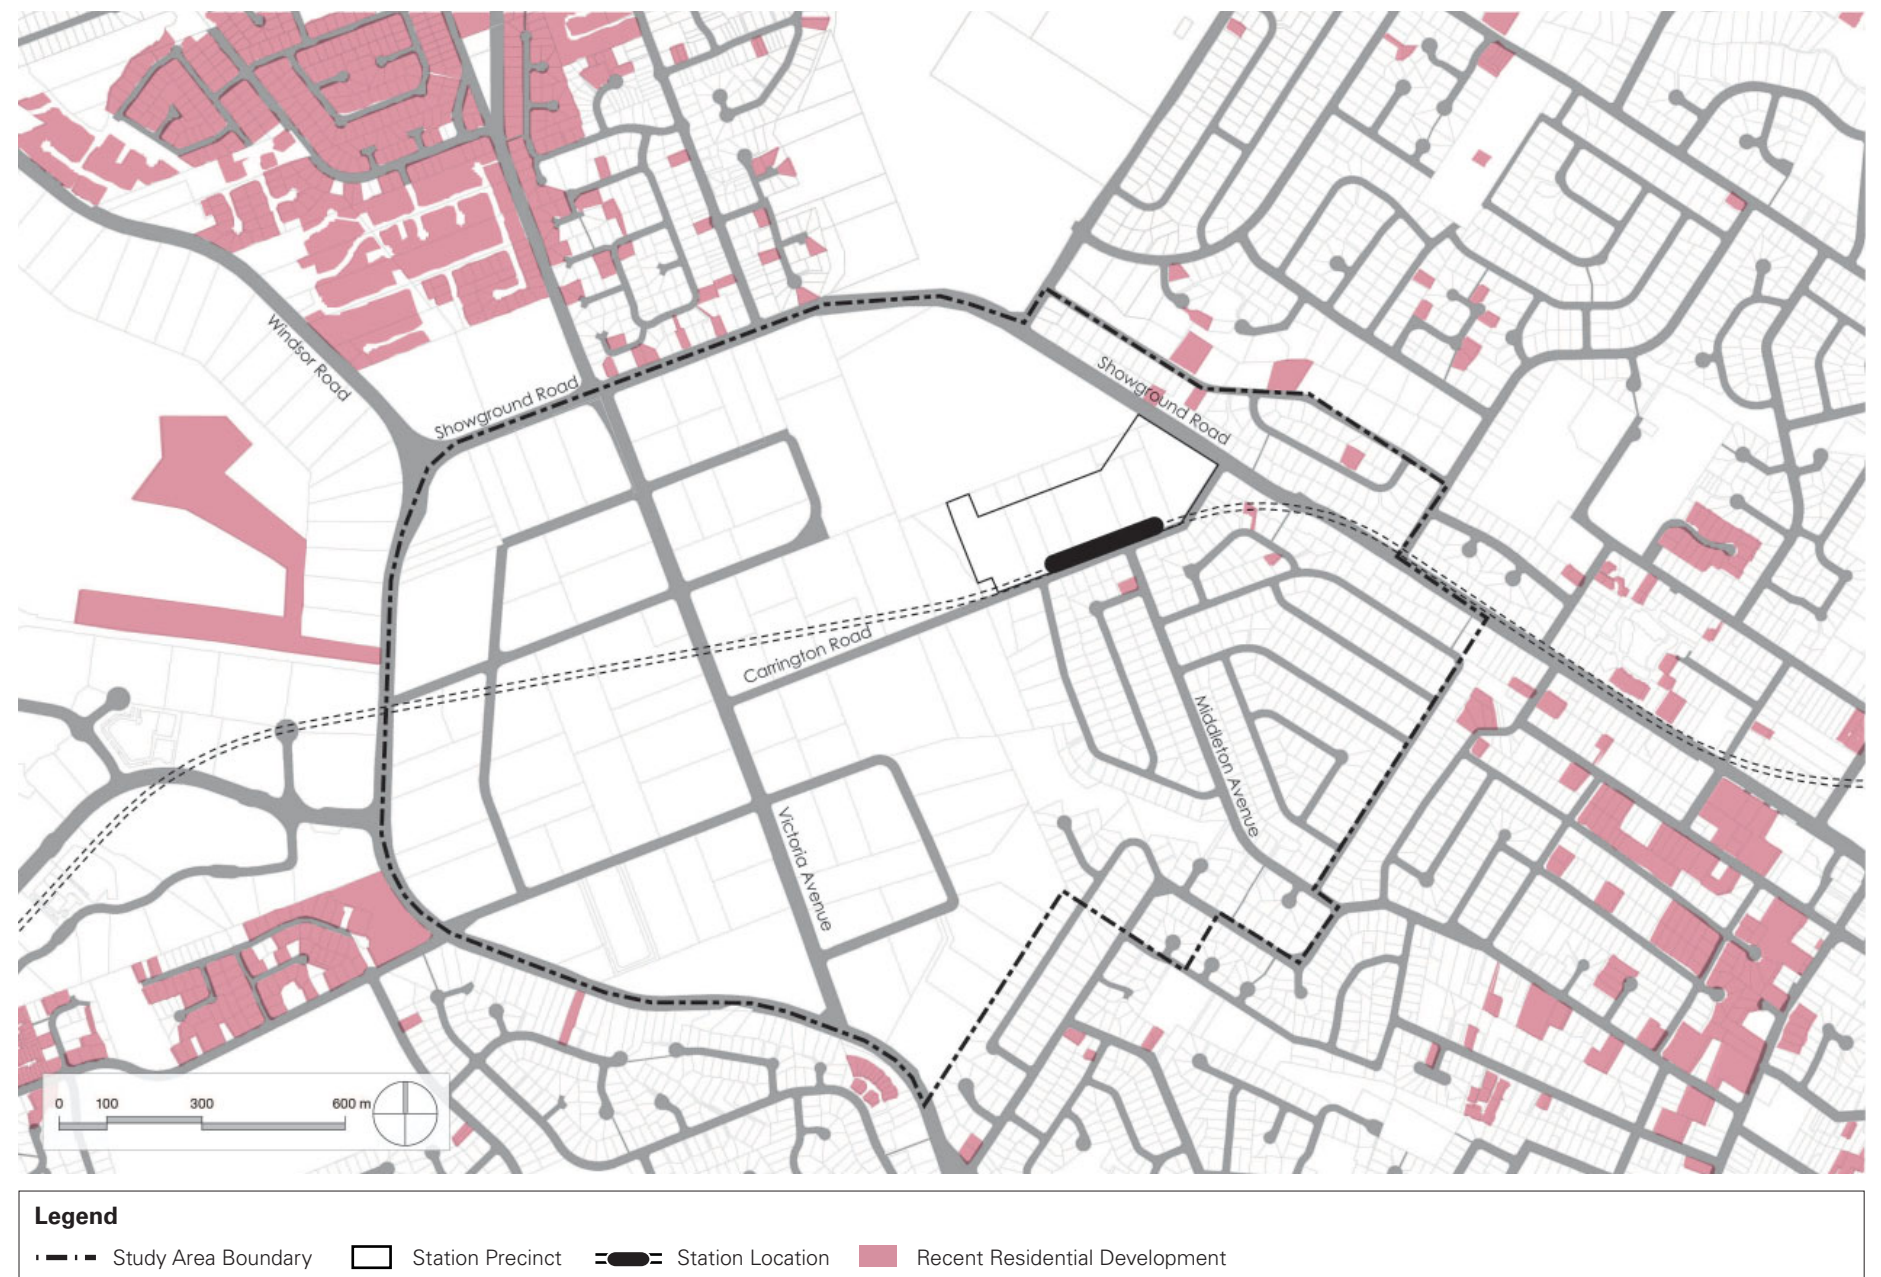 Windsor Road
Showground Road
Showground Road
Carrington Road
Middleton Avenue
Victoria Avenue
0 100 300 600 m
Legend
Study Area Boundary Station Precinct Station Location Recent Residential Development